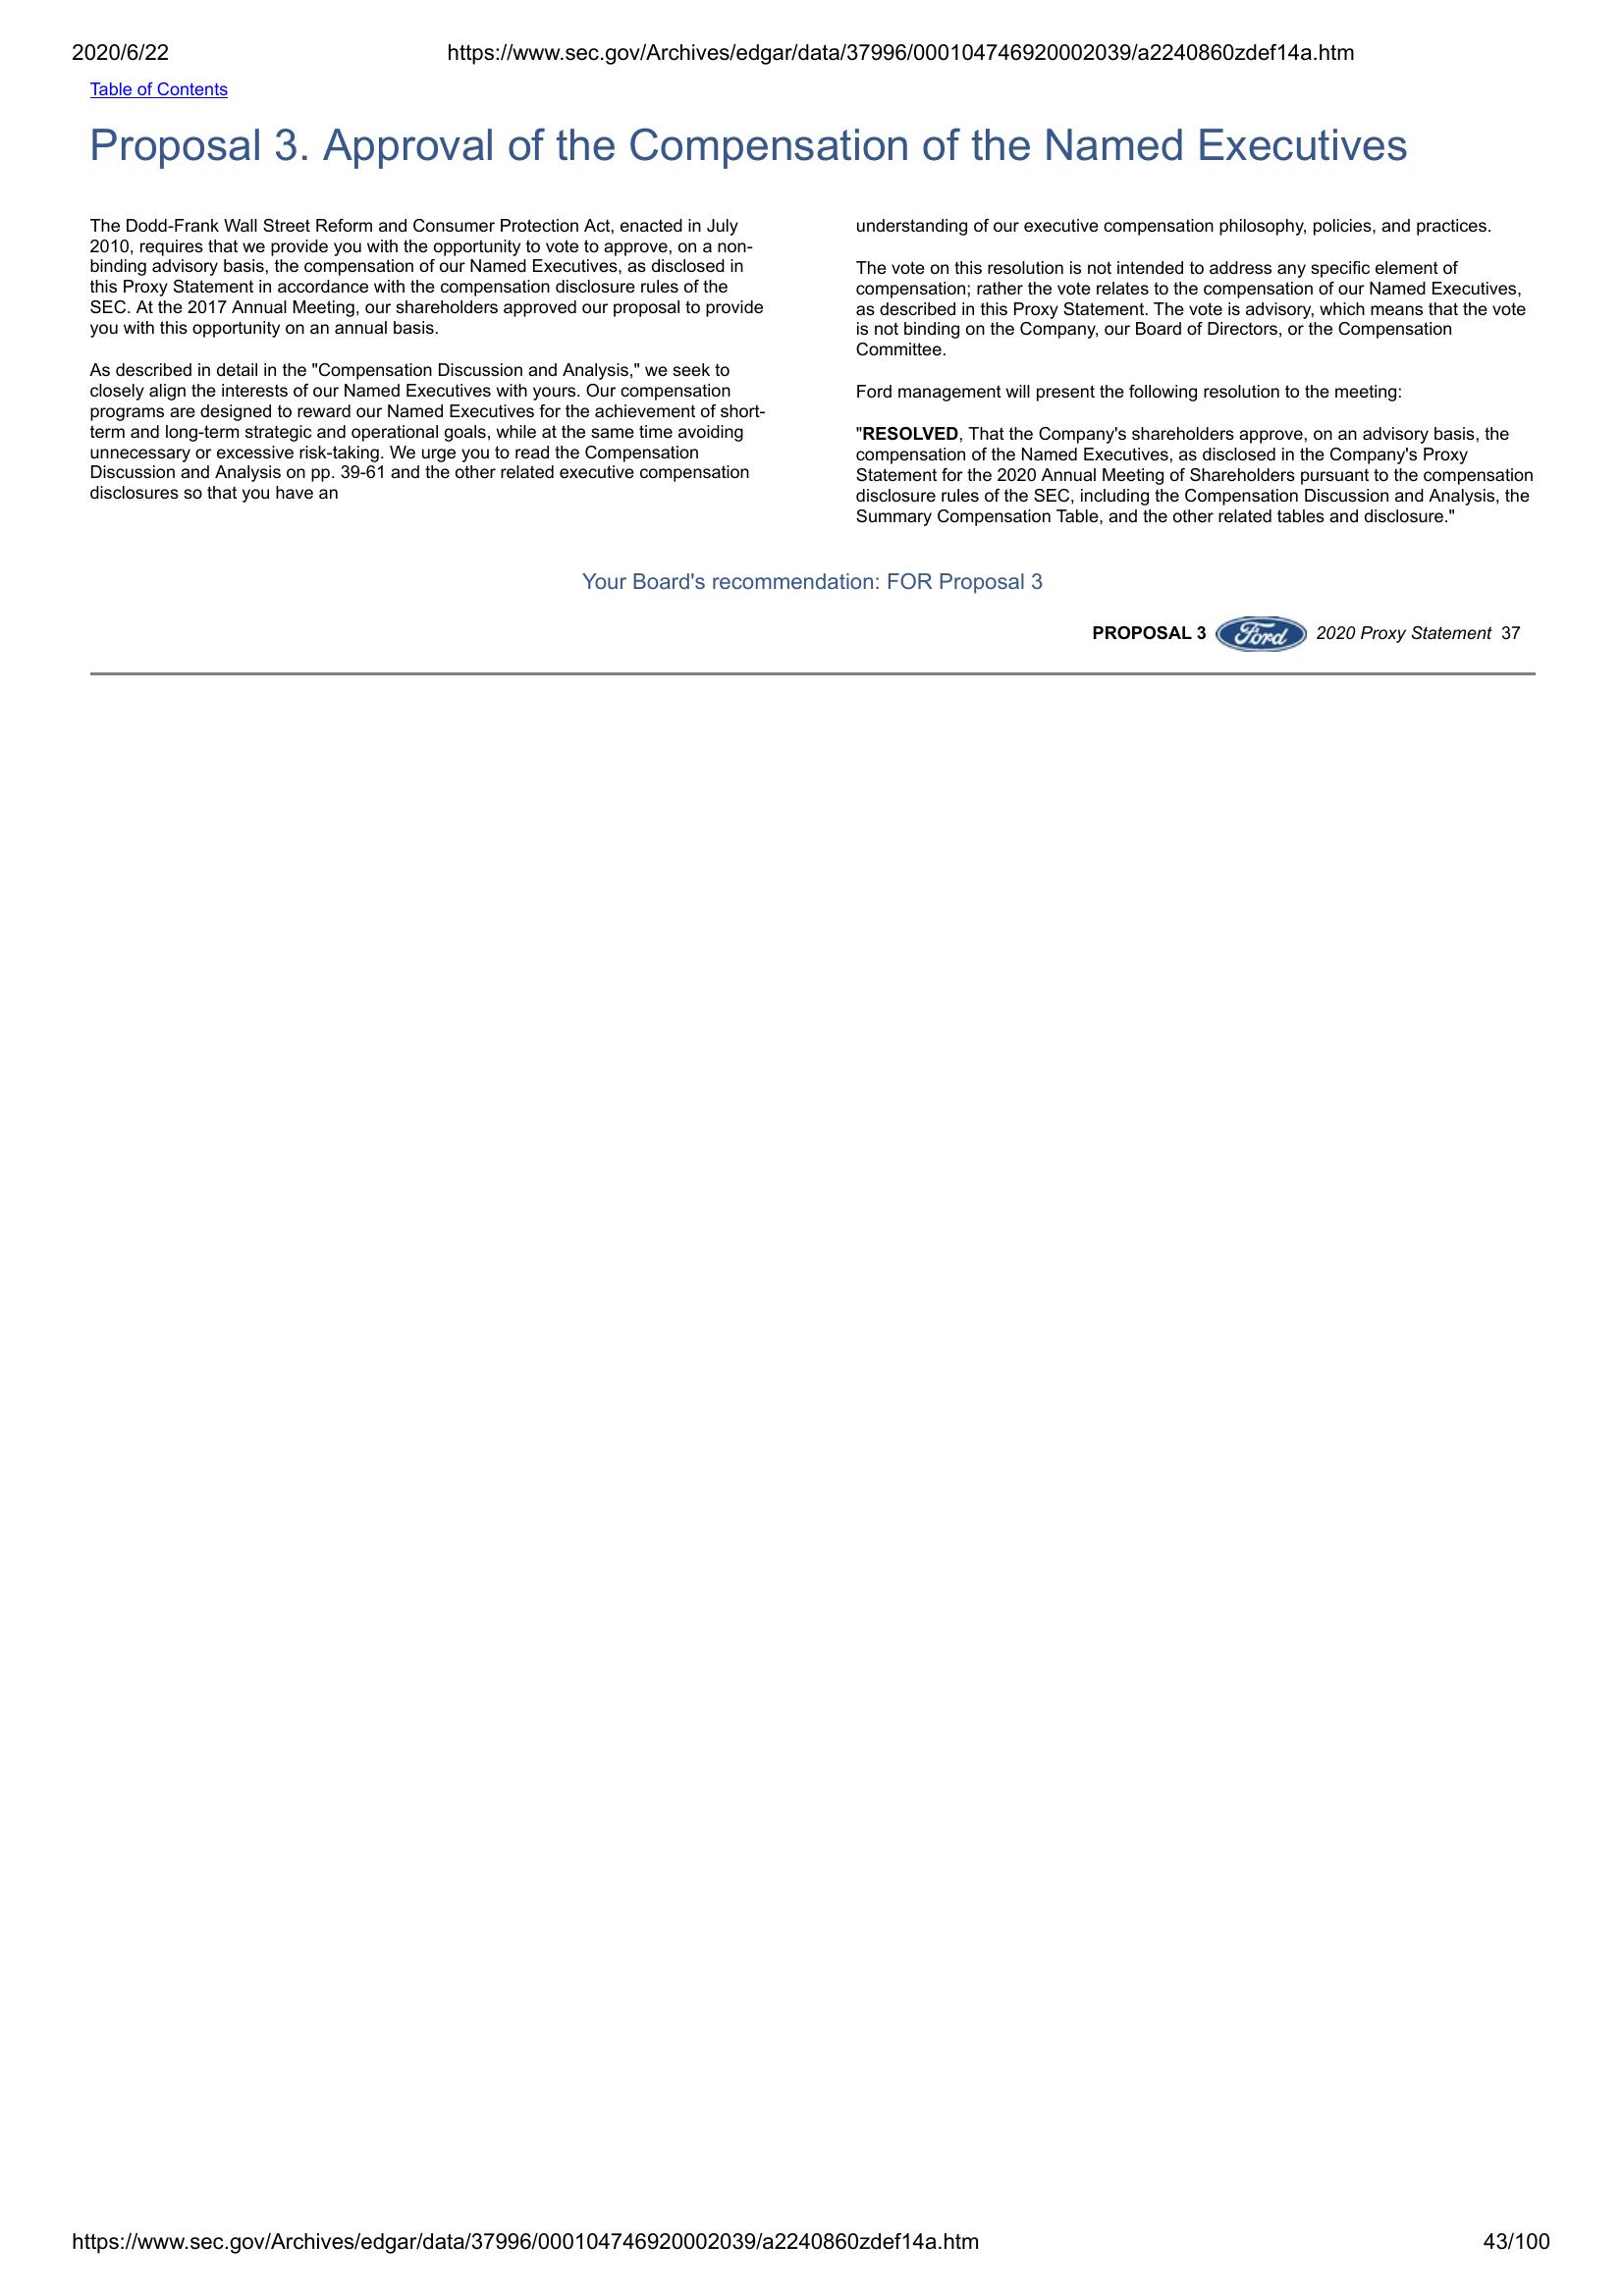 2020/6/22
https://www.sec.gov/Archives/edgar/data/37996/000104746920002039/a2240860zdef14a.htm
Table of Contents
Proposal 3. Approval of the Compensation of the Named Executives
The Dodd-Frank Wall Street Reform and Consumer Protection Act, enacted in July
2010, requires that we provide you with the opportunity to vote to approve, on a non-
binding advisory basis, the compensation of our Named Executives, as disclosed in
this Proxy Statement in accordance with the compensation disclosure rules of the
SEC. At the 2017 Annual Meeting, our shareholders approved our proposal to provide
you with this opportunity on an annual basis.
As described in detail in the "Compensation Discussion and Analysis," we seek to
closely align the interests of our Named Executives with yours. Our compensation
programs are designed to reward our Named Executives for the achievement of short-
term and long-term strategic and operational goals, while at the same time avoiding
unnecessary or excessive risk-taking. We urge you to read the Compensation
Discussion and Analysis on pp. 39-61 and the other related executive compensation
disclosures so that you have an
understanding of our executive compensation philosophy, policies, and practices.
The vote on this resolution is not intended to address any specific element of
compensation; rather the vote relates to the compensation of our Named Executives,
as described in this Proxy Statement. The vote is advisory, which means that the vote
is not binding on the Company, our Board of Directors, or the Compensation
Committee.
Ford management will present the following resolution to the meeting:
"RESOLVED, That the Company's shareholders approve, on an advisory basis, the
compensation of the Named Executives, as disclosed in the Company's Proxy
Statement for the 2020 Annual Meeting of Shareholders pursuant to the compensation
disclosure rules of the SEC, including the Compensation Discussion and Analysis, the
Summary Compensation Table, and the other related tables and disclosure."
Your Board's recommendation: FOR Proposal 3
PROPOSAL 3 Ford 2020 Proxy Statement 37
https://www.sec.gov/Archives/edgar/data/37996/000104746920002039/a2240860zdef14a.htm
43/100